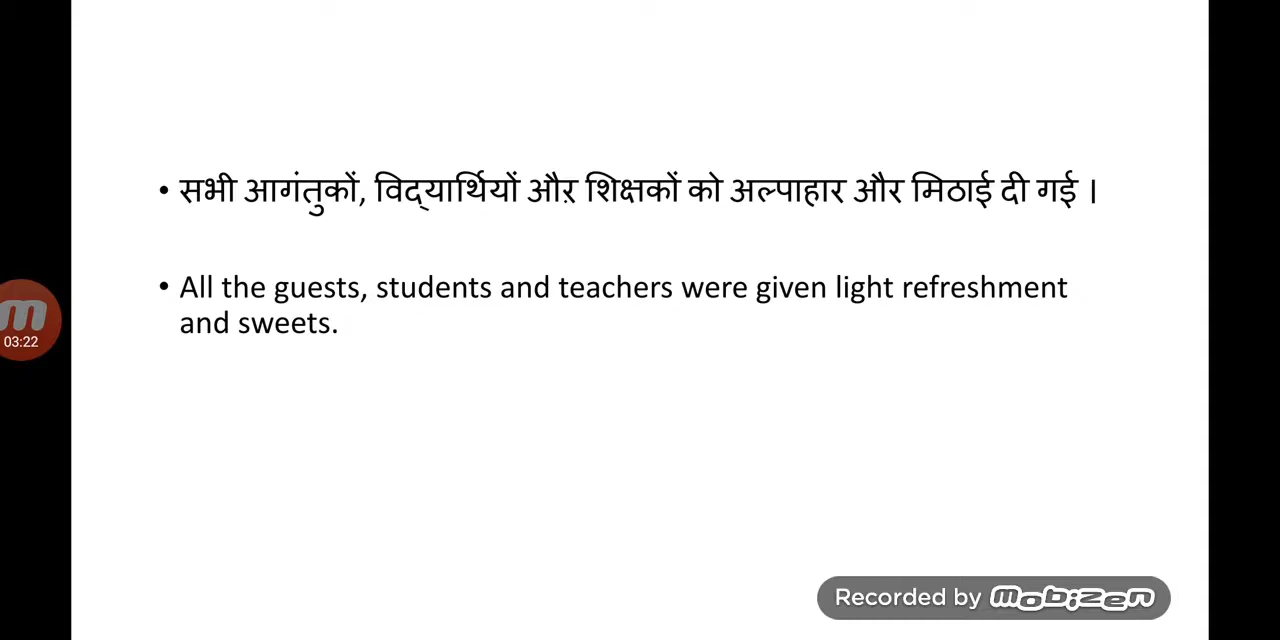 • सभी आगंतुकों, विद्यार्थियों औऱ शिक्षकों को अल्पाहार और मिठाई दी गई ।
• All the guests, students and teachers were given light refreshment
and sweets.
m
03:22
Recorded by mobizen